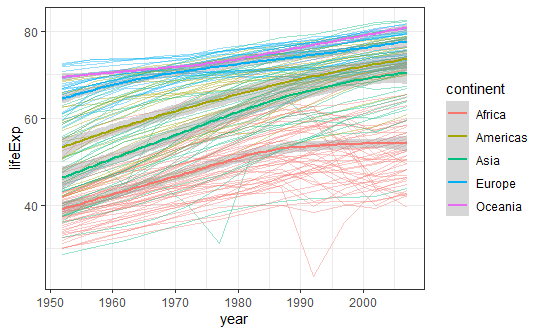 80
60
40
lifeExp
1950 1960 1970 1980 1990 2000
year
continent
Africa
Americas
Asia
Europe
Oceania